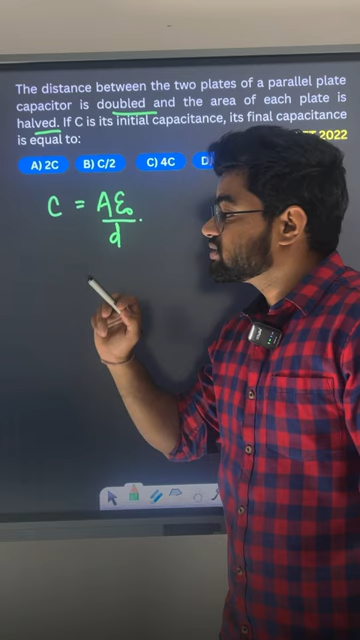 The distance between the two plates of a parallel plate
capacitor is doubled and the area of each plate is
halved. If C is its initial capacitance, its final capacitance
is equal to: 2022
A) 2C B) C/2 C) 4C D
C = Aε₀
d